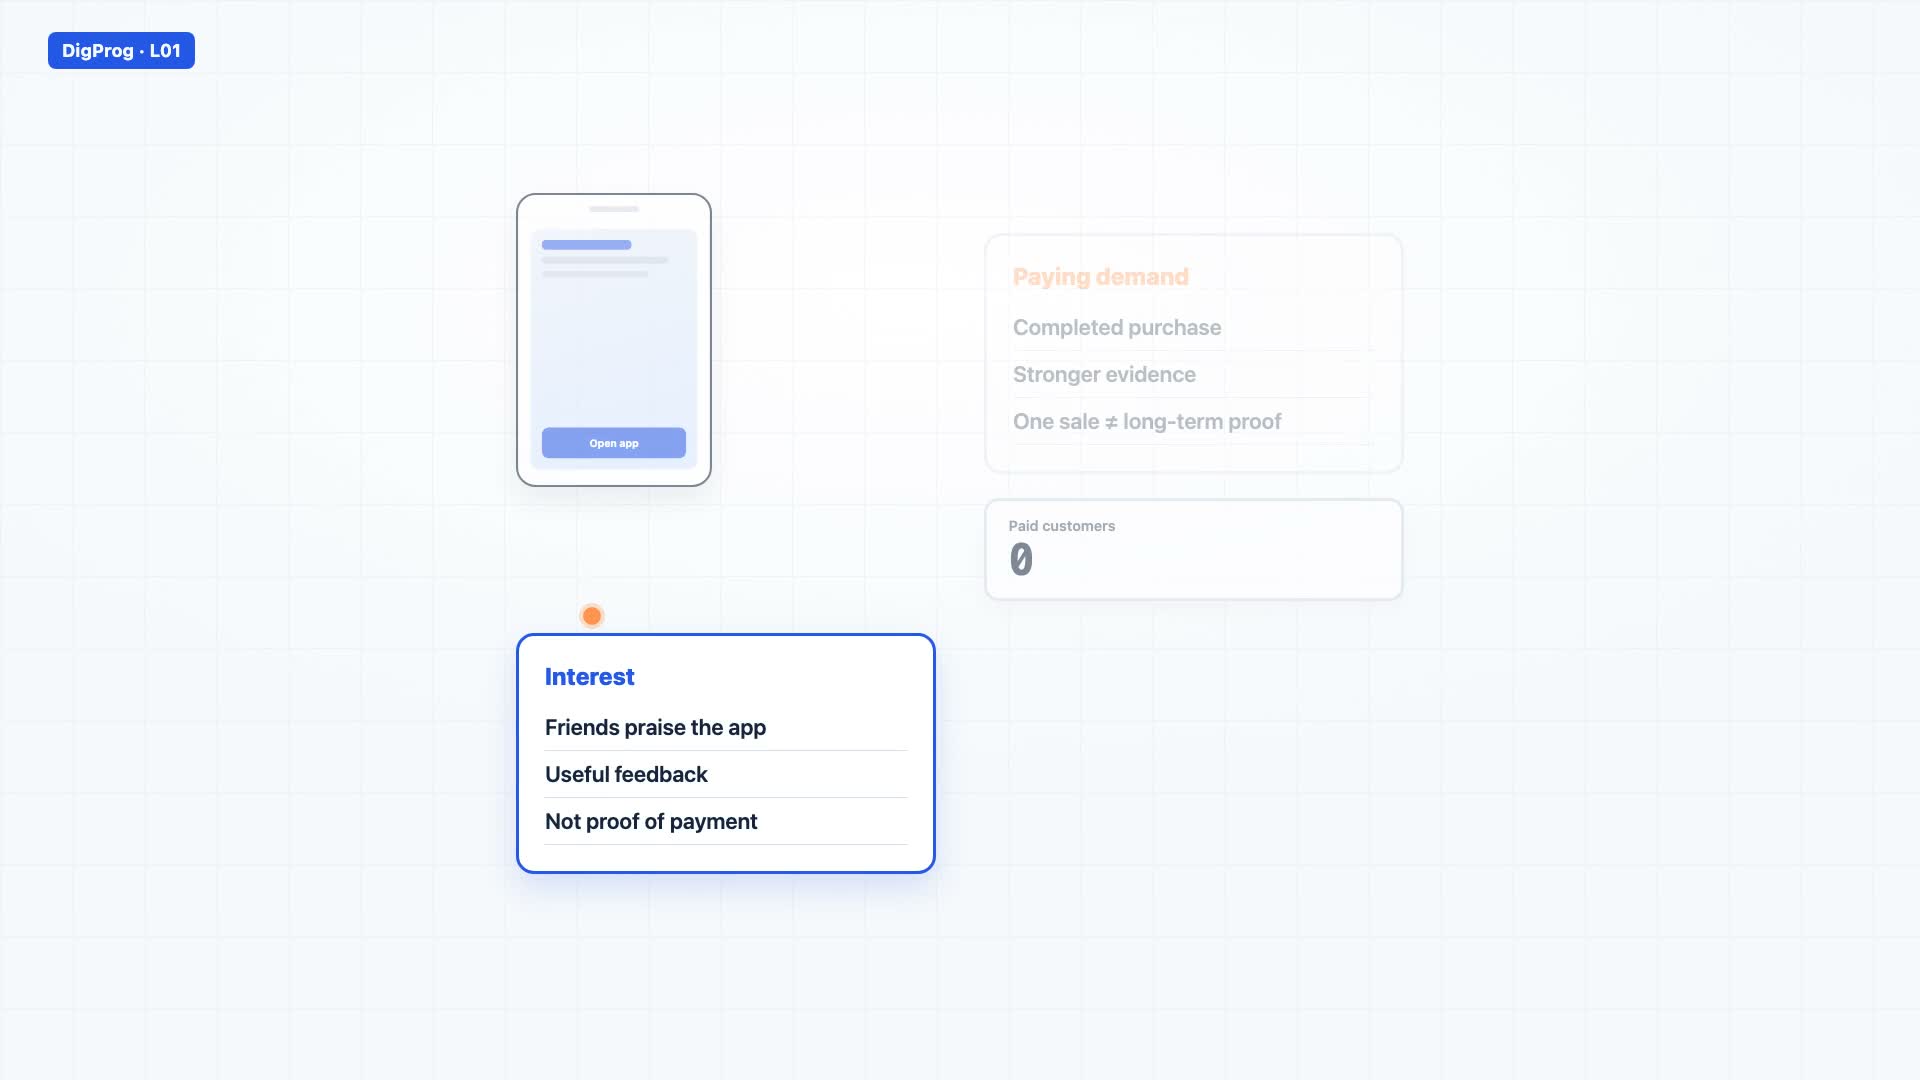 DigProg · L01
Open app
Paying demand
Completed purchase
Stronger evidence
One sale ≠ long-term proof
Paid customers
0
Interest
Friends praise the app
Useful feedback
Not proof of payment